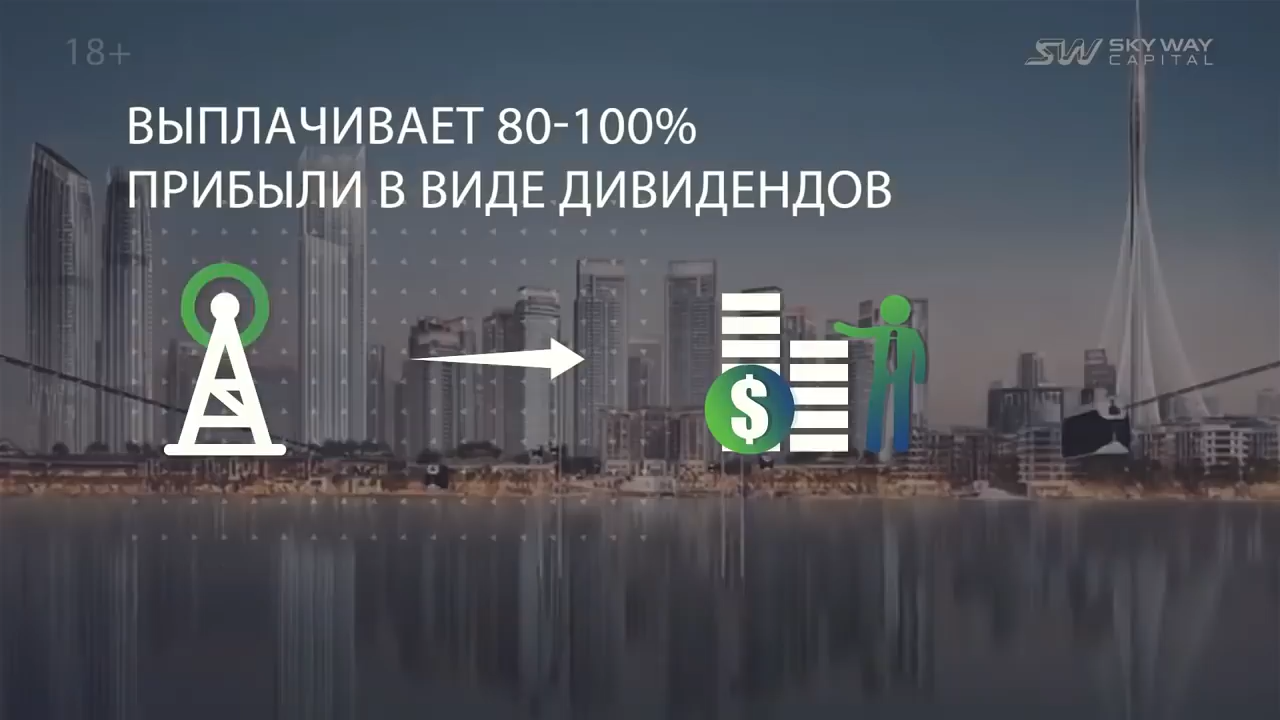 18+
SKY WAY
CAPITAL
ВЫПЛАЧИВАЕТ 80-100%
ПРИБЫЛИ В ВИДЕ ДИВИДЕНДОВ
$